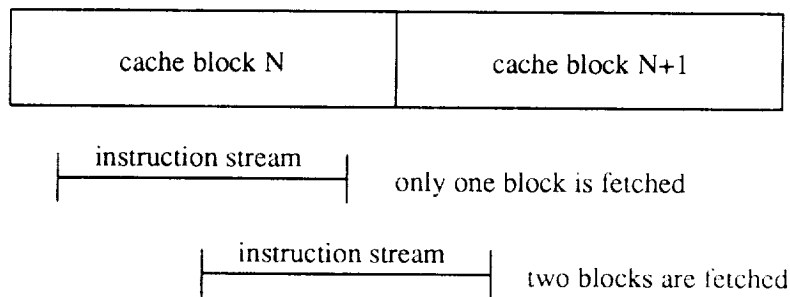 cache block N
cache block N+1
instruction stream
only one block is fetched
instruction stream
two blocks are fetched